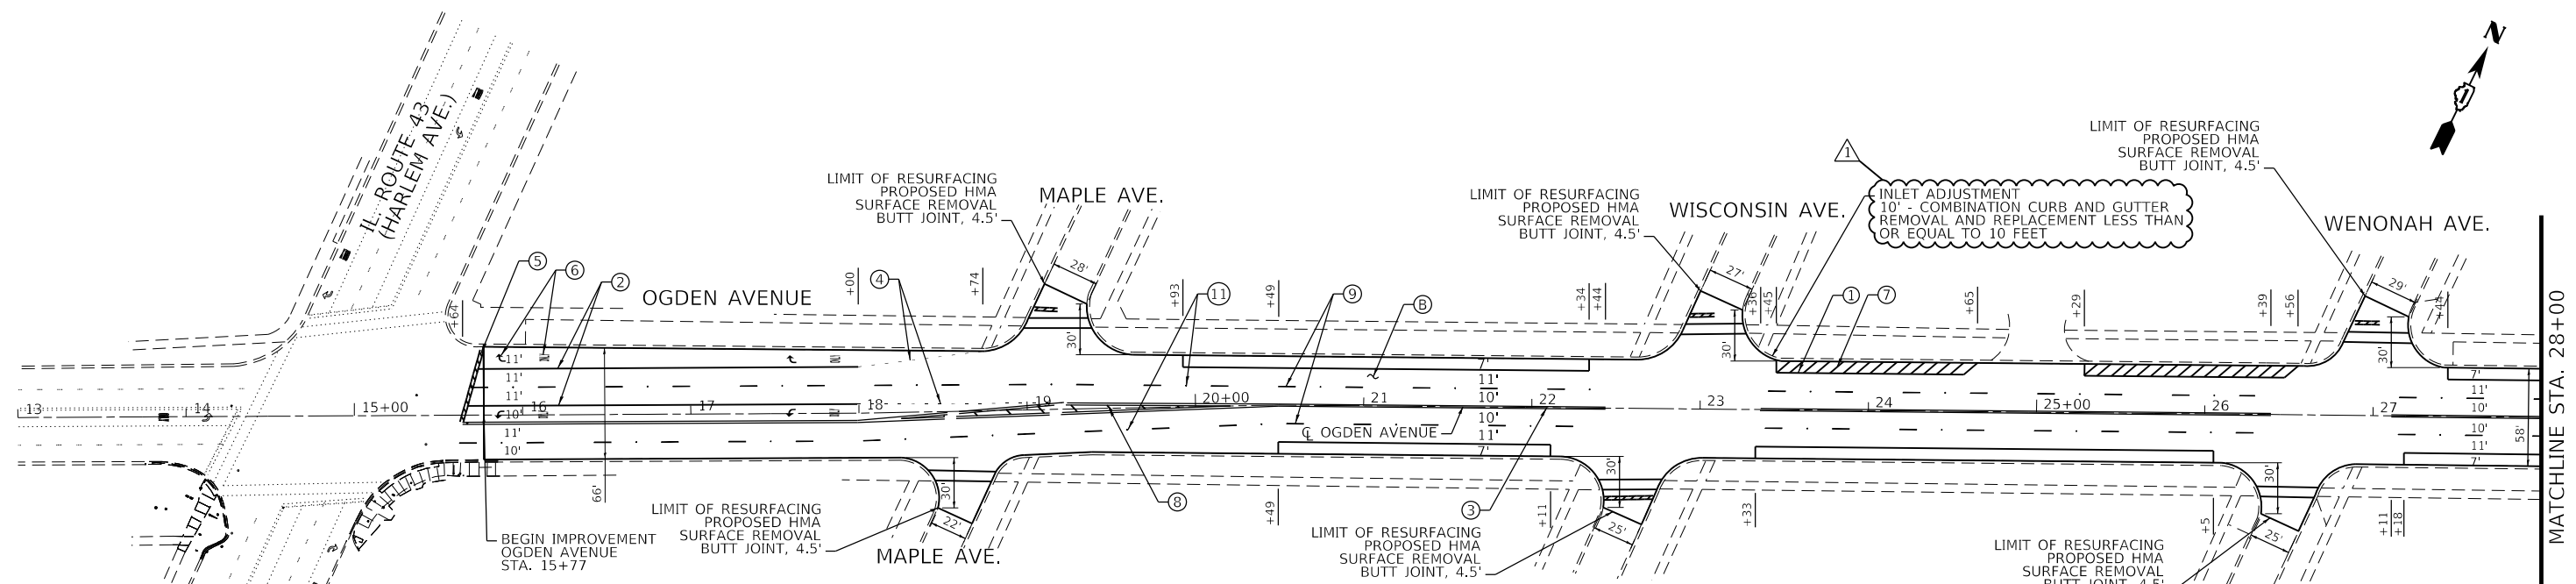 N
IL. ROUTE 43
(HARLEM AVE.)
LIMIT OF RESURFACING
PROPOSED HMA
SURFACE REMOVAL
BUTT JOINT, 4.5'
MAPLE AVE.
LIMIT OF RESURFACING
PROPOSED HMA
SURFACE REMOVAL
BUTT JOINT, 4.5'
WISCONSIN AVE.
1
INLET ADJUSTMENT
10' - COMBINATION CURB AND GUTTER
REMOVAL AND REPLACEMENT LESS THAN
OR EQUAL TO 10 FEET
LIMIT OF RESURFACING
PROPOSED HMA
SURFACE REMOVAL
BUTT JOINT, 4.5'
WENONAH AVE.
MATCHLINE STA. 28+00
5
6
2
OGDEN AVENUE
4
11
9
B
1
7
28'
27'
29'
+64
+00
+74
+93
+49
+34
+44
+36
+45
+65
+29
+39
+56
+44
30'
30'
30'
11'
11'
11'
10'
11'
10'
66'
7'
11'
10'
10'
11'
7'
7'
11'
10'
10'
11'
7'
58'
13
14
15+00
16
17
18
19
20+00
21
22
23
24
25+00
26
27
℄ OGDEN AVENUE
8
3
30'
30'
30'
22'
25'
25'
+49
+11
+33
+5
+11
+18
BEGIN IMPROVEMENT
OGDEN AVENUE
STA. 15+77
LIMIT OF RESURFACING
PROPOSED HMA
SURFACE REMOVAL
BUTT JOINT, 4.5'
MAPLE AVE.
LIMIT OF RESURFACING
PROPOSED HMA
SURFACE REMOVAL
BUTT JOINT, 4.5'
LIMIT OF RESURFACING
PROPOSED HMA
SURFACE REMOVAL
BUTT JOINT, 4.5'